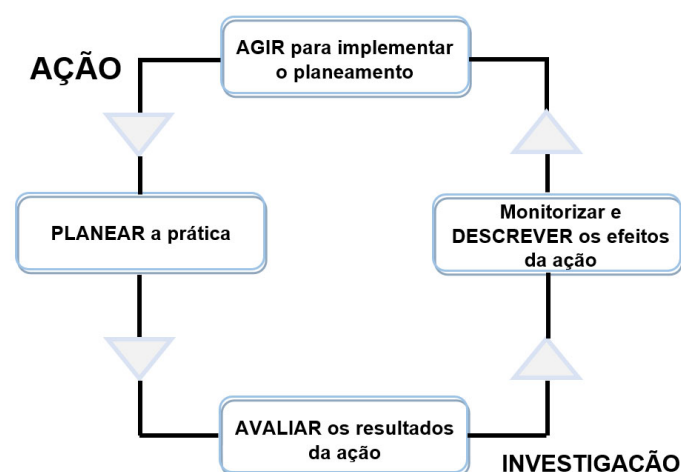 AGIR para implementar
o planeamento
AÇÃO
PLANEAR a prática
Monitorizar e
DESCREVER os efeitos
da ação
AVALIAR os resultados
da ação
INVESTIGAÇÃO